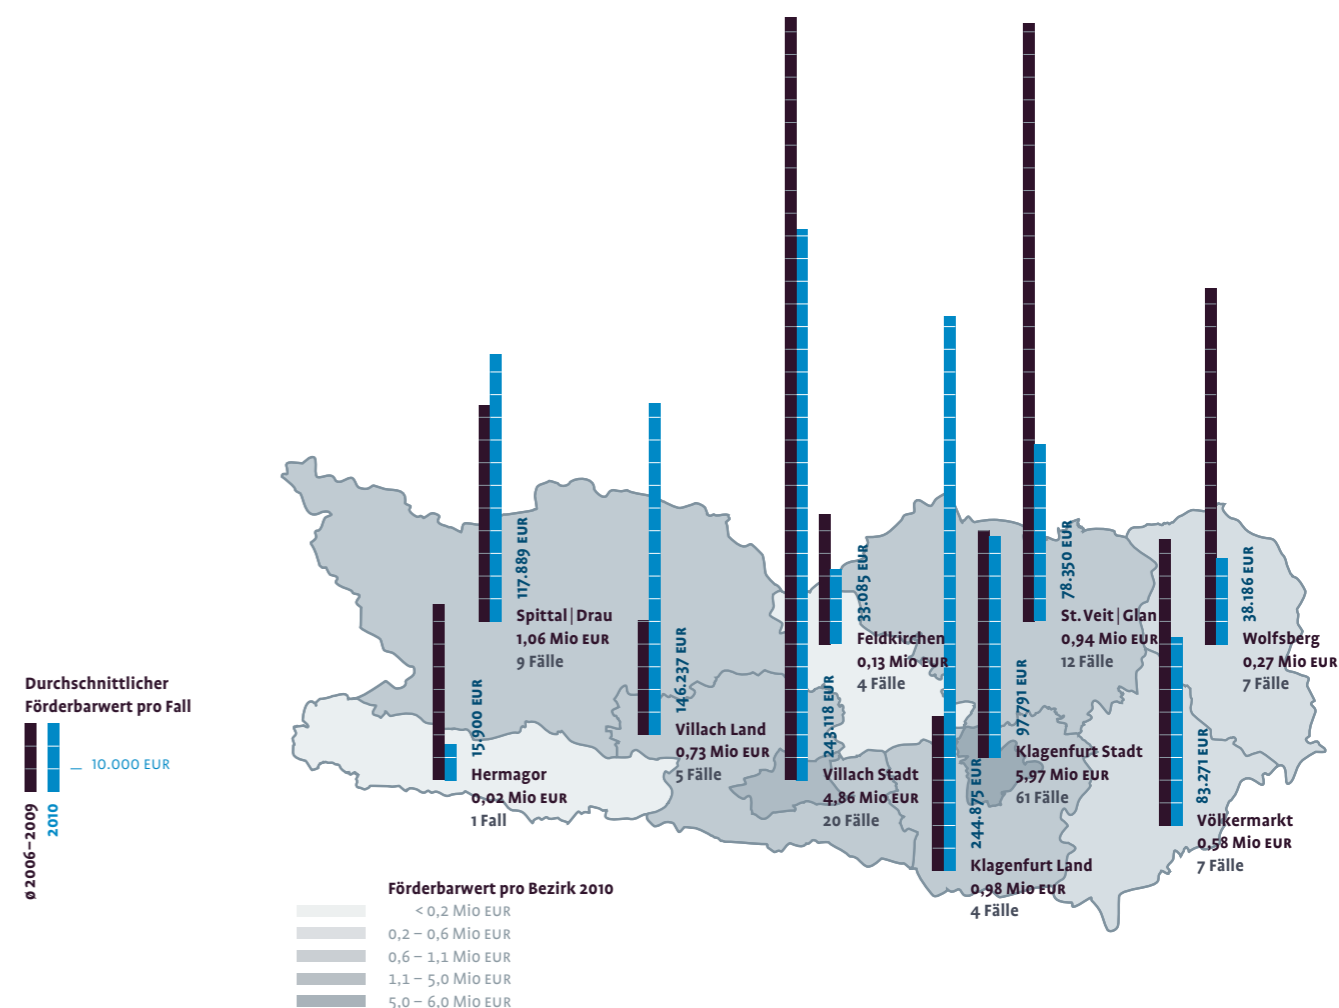 117.889 EUR
Spittal|Drau
1,06 Mio EUR
9 Fälle
15.900 EUR
Hermagor
0,02 Mio EUR
1 Fall
146.237 EUR
Villach Land
0,73 Mio EUR
5 Fälle
243.118 EUR
Villach Stadt
4,86 Mio EUR
20 Fälle
33.085 EUR
Feldkirchen
0,13 Mio EUR
4 Fälle
244.875 EUR
Klagenfurt Land
0,98 Mio EUR
4 Fälle
97.791 EUR
Klagenfurt Stadt
5,97 Mio EUR
61 Fälle
78.350 EUR
St. Veit|Glan
0,94 Mio EUR
12 Fälle
83.271 EUR
Völkermarkt
0,58 Mio EUR
7 Fälle
38.186 EUR
Wolfsberg
0,27 Mio EUR
7 Fälle
Durchschnittlicher
Förderbarwert pro Fall
10.000 EUR
ø 2006–2009
2010
Förderbarwert pro Bezirk 2010
< 0,2 Mio EUR
0,2 – 0,6 Mio EUR
0,6 – 1,1 Mio EUR
1,1 – 5,0 Mio EUR
5,0 – 6,0 Mio EUR